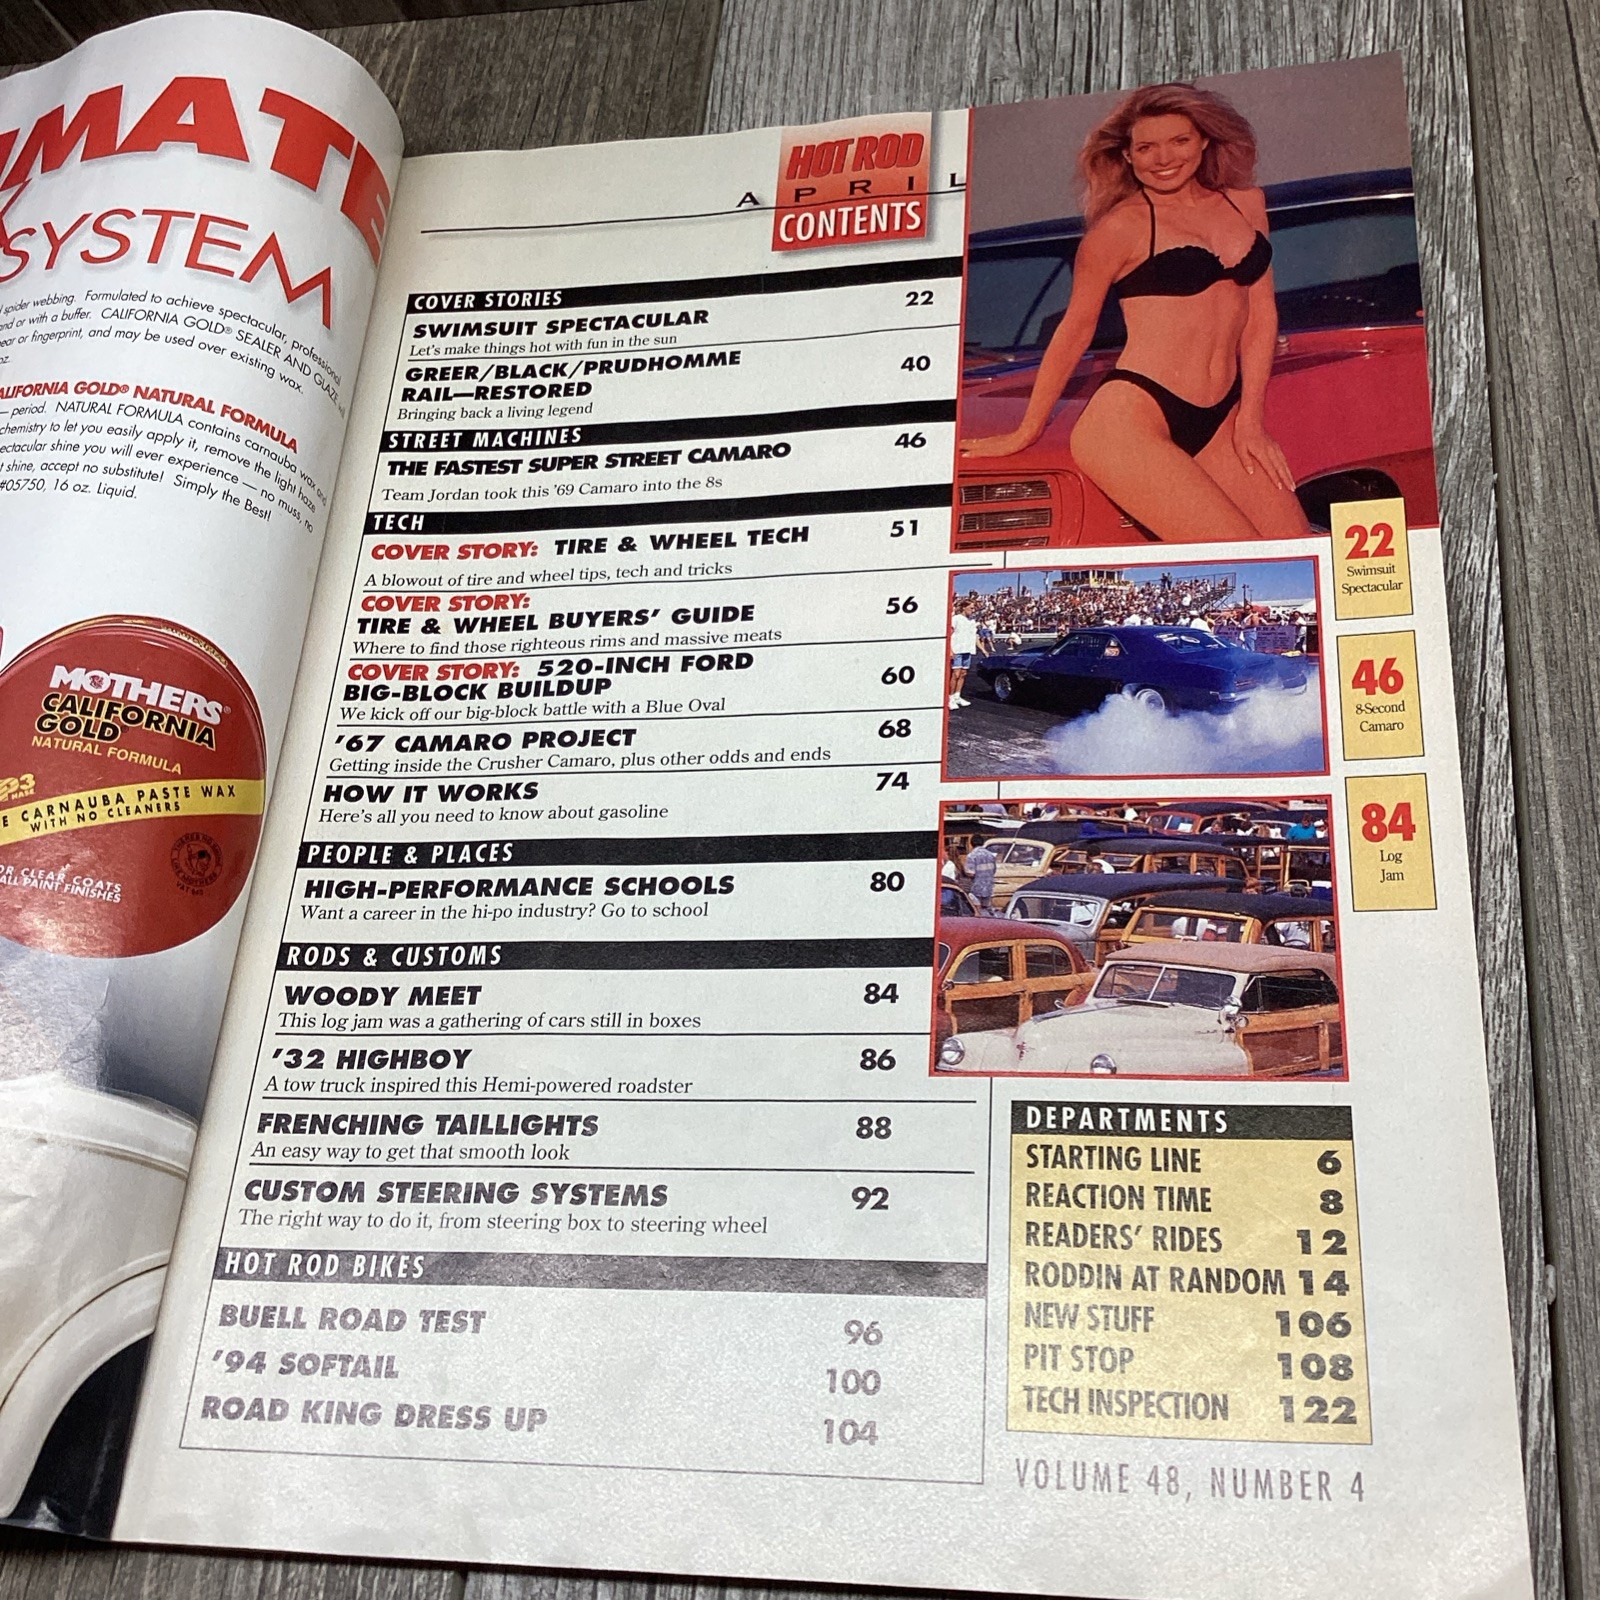 SYSTEM
spider webbing. Formulated to achieve spectacular, professional
or with a buffer. CALIFORNIA GOLD® SEALER AND GLAZE
or fingerprint, and may be used over existing wax.
oz.
CALIFORNIA GOLD® NATURAL FORMULA
— period. NATURAL FORMULA contains carnauba wax and
chemistry to let you easily apply it, remove the light haze
shine you will ever experience — no muss, no
shine, accept no substitute! Simply the Best!
#05750, 16 oz. Liquid.
MOTHERS®
CALIFORNIA
GOLD
NATURAL FORMULA
CARNAUBA PASTE WAX
WITH NO CLEANERS
CLEAR COATS
ALL PAINT FINISHES
HOT ROD
APRIL
CONTENTS
COVER STORIES
SWIMSUIT SPECTACULAR 22
Let's make things hot with fun in the sun
GREER/BLACK/PRUDHOMME 40
RAIL—RESTORED
Bringing back a living legend
STREET MACHINES
THE FASTEST SUPER STREET CAMARO 46
Team Jordan took this '69 Camaro into the 8s
TECH
COVER STORY: TIRE & WHEEL TECH 51
A blowout of tire and wheel tips, tech and tricks
COVER STORY: 56
TIRE & WHEEL BUYERS' GUIDE
Where to find those righteous rims and massive meats
COVER STORY: 520-INCH FORD 60
BIG-BLOCK BUILDUP
We kick off our big-block battle with a Blue Oval
'67 CAMARO PROJECT 68
Getting inside the Crusher Camaro, plus other odds and ends
HOW IT WORKS 74
Here's all you need to know about gasoline
PEOPLE & PLACES
HIGH-PERFORMANCE SCHOOLS 80
Want a career in the hi-po industry? Go to school
RODS & CUSTOMS
WOODY MEET 84
This log jam was a gathering of cars still in boxes
'32 HIGHBOY 86
A tow truck inspired this Hemi-powered roadster
FRENCHING TAILLIGHTS 88
An easy way to get that smooth look
CUSTOM STEERING SYSTEMS 92
The right way to do it, from steering box to steering wheel
HOT ROD BIKES
BUELL ROAD TEST 96
'94 SOFTAIL 100
ROAD KING DRESS UP 104
22
Swimsuit
Spectacular
46
8-Second
Camaro
84
Log
Jam
DEPARTMENTS
STARTING LINE 6
REACTION TIME 8
READERS' RIDES 12
RODDIN AT RANDOM 14
NEW STUFF 106
PIT STOP 108
TECH INSPECTION 122
VOLUME 48, NUMBER 4